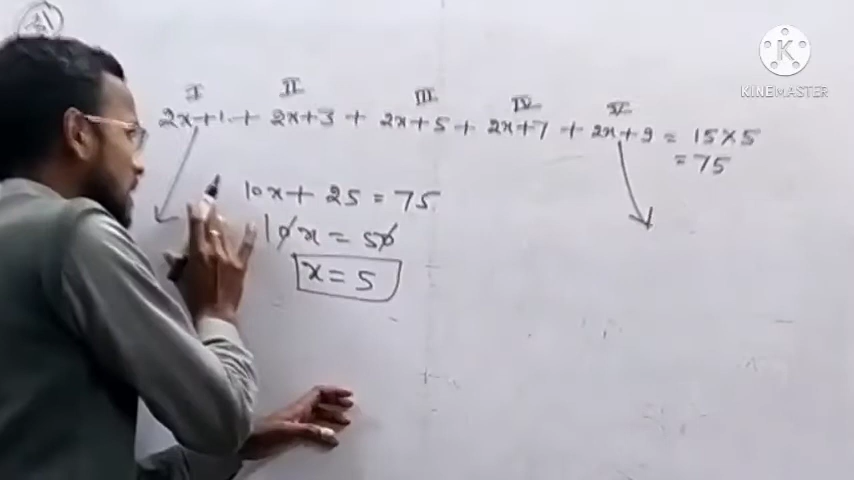 A
K
KINEMASTER
I II III IV V
2x+1 + 2x+3 + 2x+5 + 2x+7 + 2x+9 = 15×5
= 75
10x + 25 = 75
10x = 50
x = 5